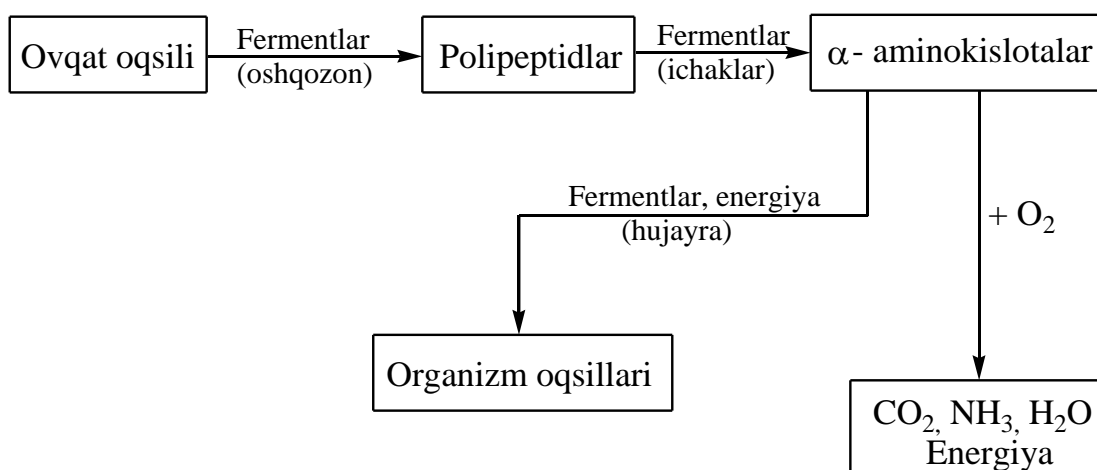 Ovqat oqsili
Fermentlar
(oshqozon)
Polipeptidlar
Fermentlar
(ichaklar)
α- aminokislotalar
Fermentlar, energiya
(hujayra)
+ O₂
Organizm oqsillari
CO₂, NH₃, H₂O
Energiya